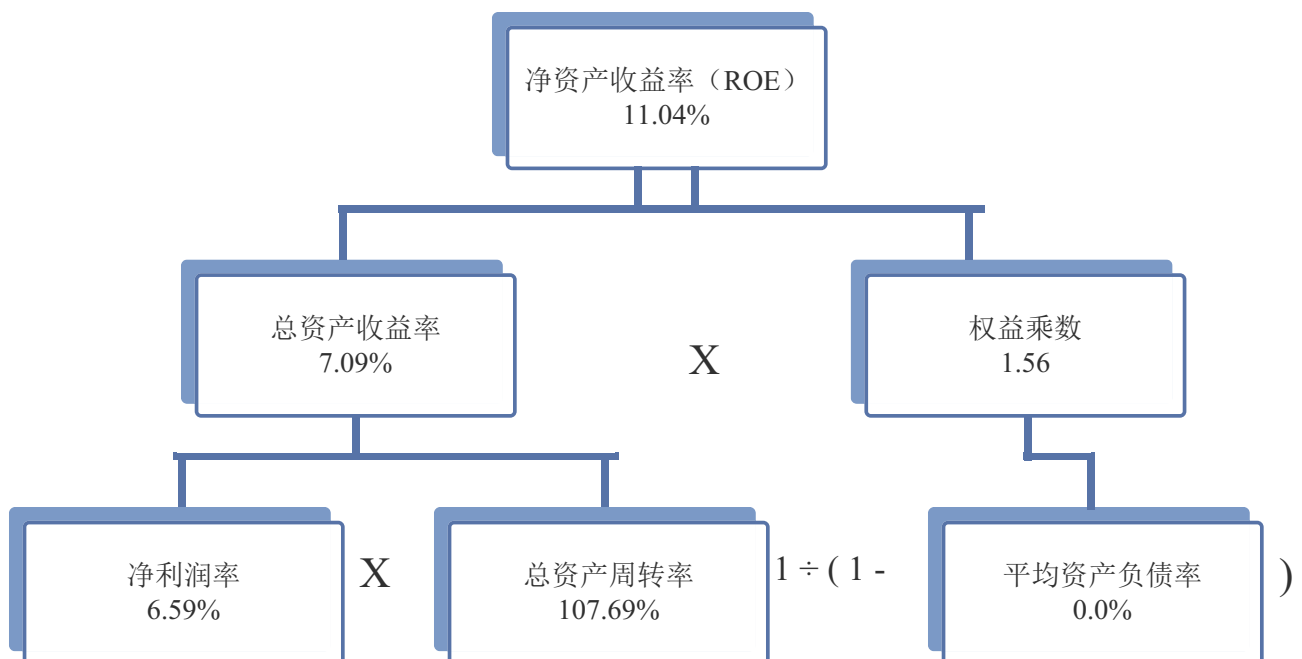 净资产收益率（ROE）
11.04%
总资产收益率
7.09%
X
权益乘数
1.56
净利润率
6.59%
X
总资产周转率
107.69%
1 ÷ ( 1 -
平均资产负债率
0.0%
)